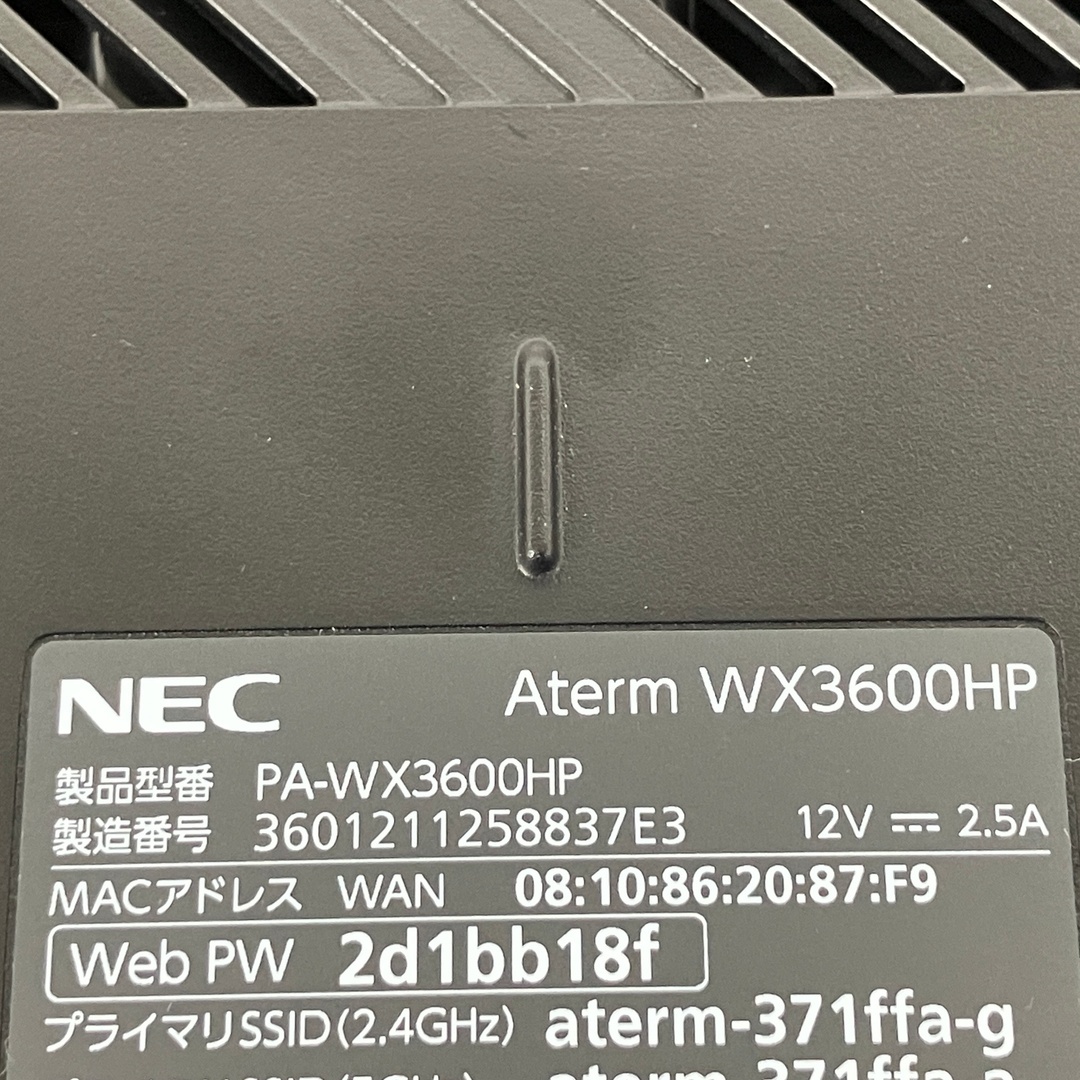 NEC Aterm WX3600HP
製品型番 PA-WX3600HP
製造番号 3601211258837E3 12V ⎓ 2.5A
MACアドレス WAN 08:10:86:20:87:F9
Web PW 2d1bb18f
プライマリSSID(2.4GHz) aterm-371ffa-g
aterm-371ffa-a